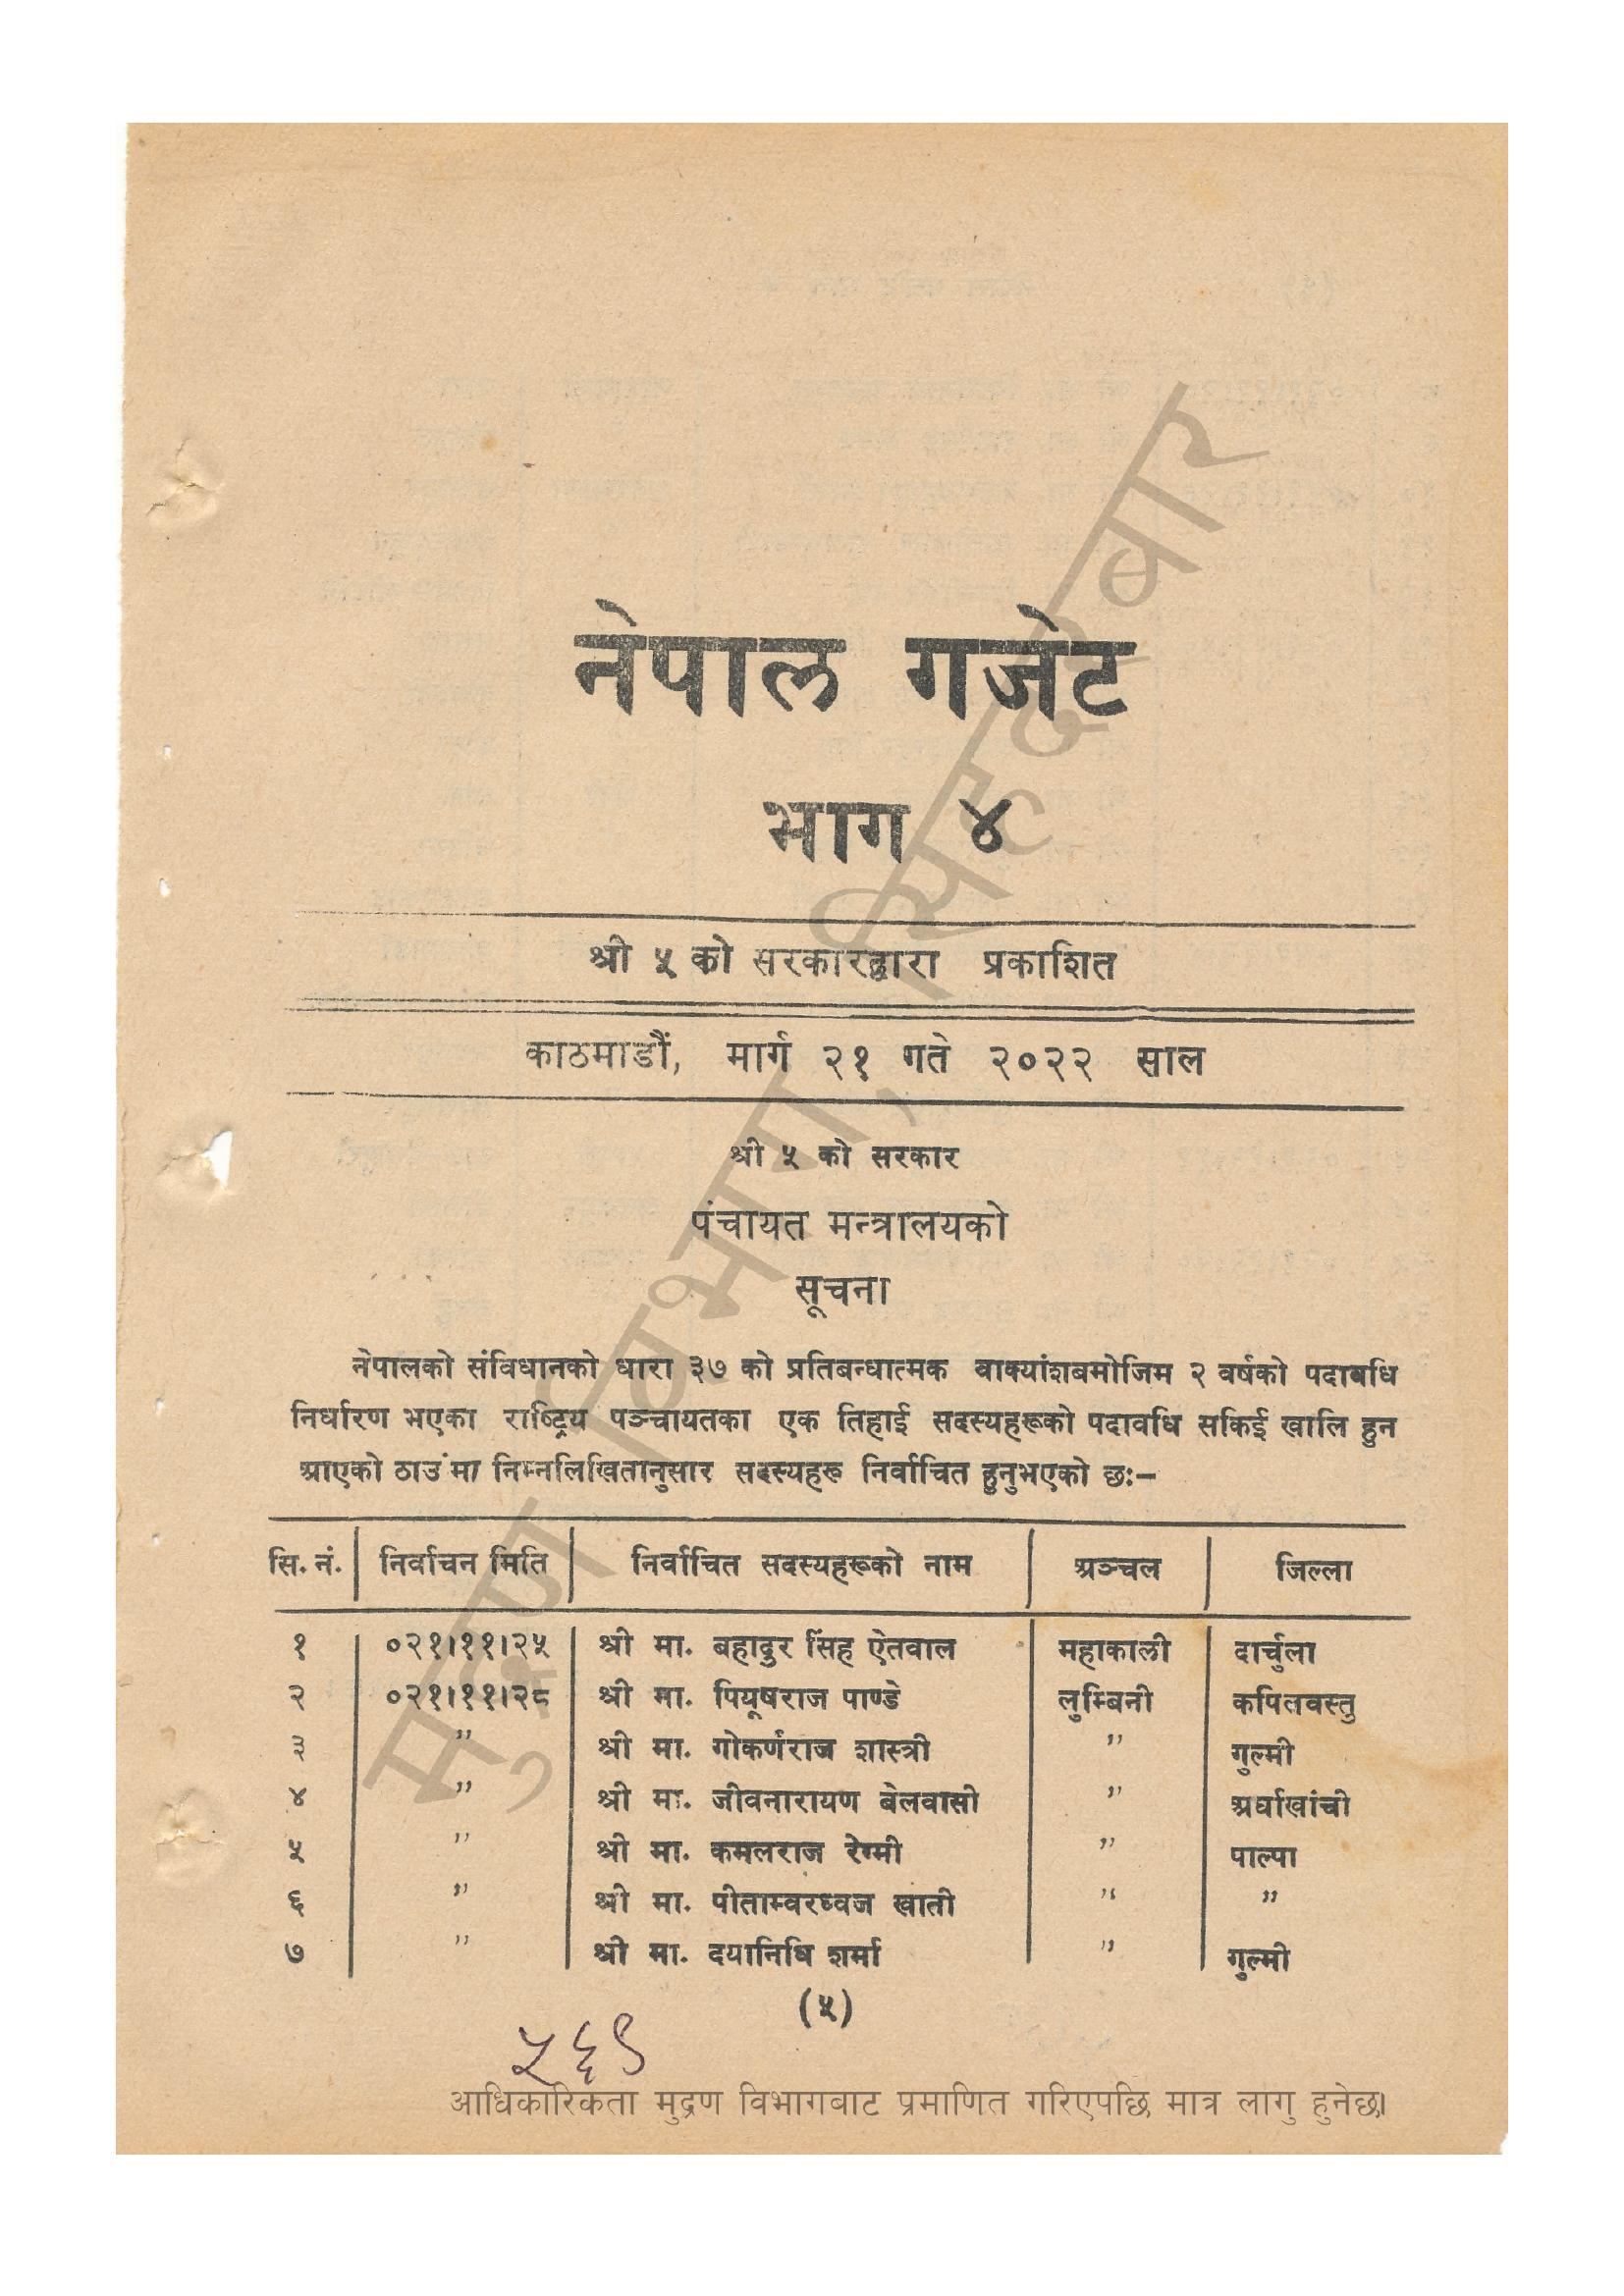 नेपाल गजेट
भाग ४
श्री ५ को सरकारद्वारा प्रकाशित
काठमाडौं, मार्ग २१ गते २०२२ साल
श्री ५ को सरकार
पंचायत मन्त्रालयको
सूचना
नेपालको संविधानको धारा ३७ को प्रतिबन्धात्मक वाक्यांशबमोजिम २ वर्षको पदावधि
निर्धारण भएका राष्ट्रिय पञ्चायतका एक तिहाई सदस्यहरूको पदावधि सकिई खालि हुन
आएको ठाउंमा निम्नलिखितानुसार सदस्यहरू निर्वाचित हुनुभएको छः–
सि. नं. निर्वाचन मिति निर्वाचित सदस्यहरूको नाम अञ्चल जिल्ला
१ ०२१।११।२५ श्री मा. बहादुर सिंह ऐतवाल महाकाली दार्चुला
२ ०२१।११।२८ श्री मा. पियूषराज पाण्डे लुम्बिनी कपिलवस्तु
३ " श्री मा. गोकर्णराज शास्त्री " गुल्मी
४ " श्री मा. जीवनारायण बेलवासी " अर्घाखांची
५ " श्री मा. कमलराज रेग्मी " पाल्पा
६ " श्री मा. पीताम्वरध्वज खाती " "
७ " श्री मा. दयानिधि शर्मा " गुल्मी
(५)
५६९
आधिकारिकता मुद्रण विभागबाट प्रमाणित गरिएपछि मात्र लागु हुनेछ।
मुद्रण विभाग, सिंहदरवार